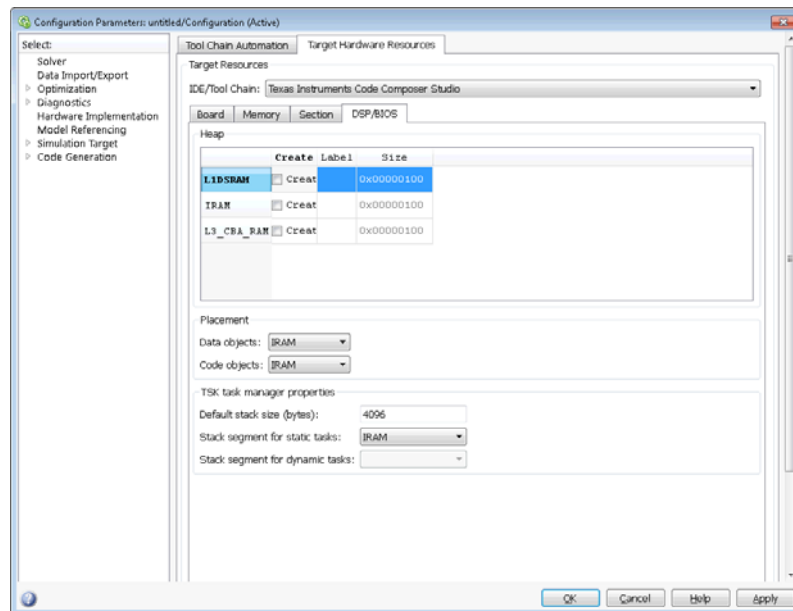 Configuration Parameters: untitled/Configuration (Active)
Select:
Solver
Data Import/Export
Optimization
Diagnostics
Hardware Implementation
Model Referencing
Simulation Target
Code Generation
Tool Chain Automation Target Hardware Resources
Target Resources
IDE/Tool Chain: Texas Instruments Code Composer Studio
Board Memory Section DSP/BIOS
Heap
Create Label Size
L1DSRAM Creat 0x00000100
IRAM Creat 0x00000100
L3_CBA_RAM Creat 0x00000100
Placement
Data objects: IRAM
Code objects: IRAM
TSK task manager properties
Default stack size (bytes): 4096
Stack segment for static tasks: IRAM
Stack segment for dynamic tasks:
OK Cancel Help Apply